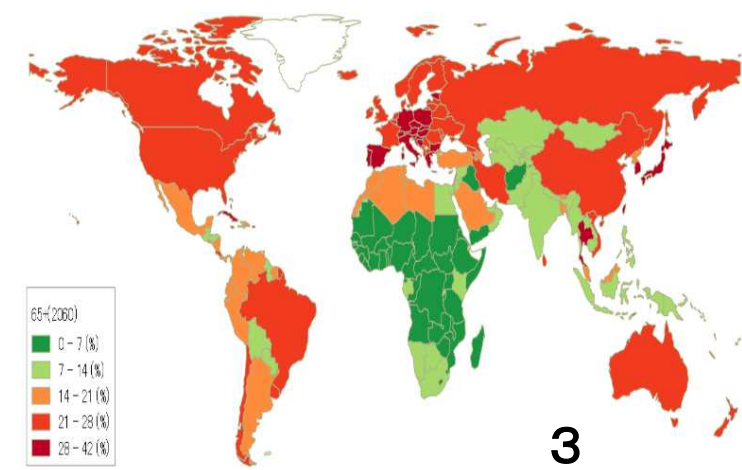 65+(2060)
0 - 7 (%)
7 - 14 (%)
14 - 21 (%)
21 - 28 (%)
28 - 42 (%)
3